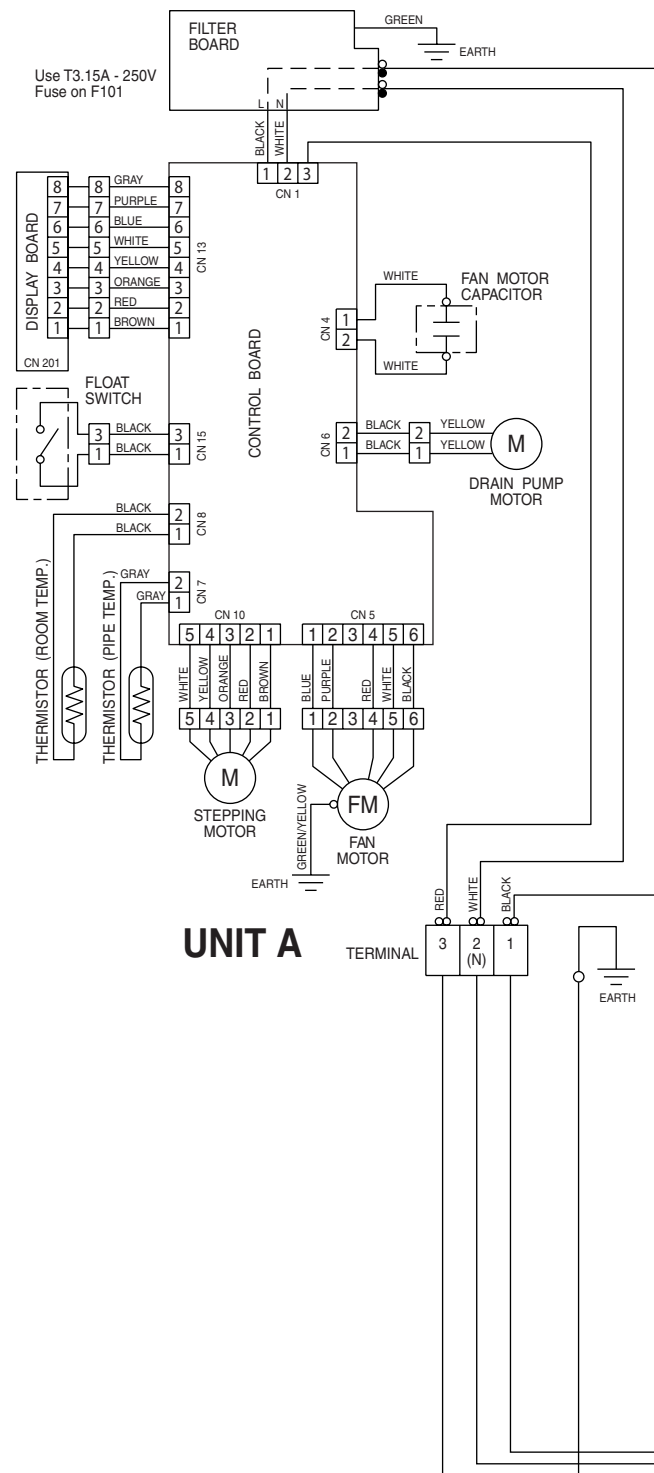 FILTER
BOARD
GREEN
EARTH
Use T3.15A - 250V
Fuse on F101
L N
BLACK
WHITE
1 2 3
CN 1
DISPLAY BOARD
CN 201
8 8 GRAY 8
7 7 PURPLE 7
6 6 BLUE 6
5 5 WHITE 5
4 4 YELLOW 4
3 3 ORANGE 3
2 2 RED 2
1 1 BROWN 1
CN 13
CONTROL BOARD
WHITE
FAN MOTOR
CAPACITOR
CN 4
1
2
WHITE
FLOAT
SWITCH
3 BLACK 3
1 BLACK 1
CN 15
CN 6
2 BLACK 2 YELLOW
1 BLACK 1 YELLOW
M
DRAIN PUMP
MOTOR
BLACK 2
BLACK 1
CN 8
GRAY 2
GRAY 1
CN 7
THERMISTOR (ROOM TEMP.)
THERMISTOR (PIPE TEMP.)
CN 10
5 4 3 2 1
WHITE
YELLOW
ORANGE
RED
BROWN
5 4 3 2 1
M
STEPPING
MOTOR
CN 5
1 2 3 4 5 6
BLUE
PURPLE
RED
WHITE
BLACK
1 2 3 4 5 6
FM
FAN
MOTOR
GREEN/YELLOW
EARTH
UNIT A
RED
WHITE
BLACK
TERMINAL
3 2 1
(N)
EARTH